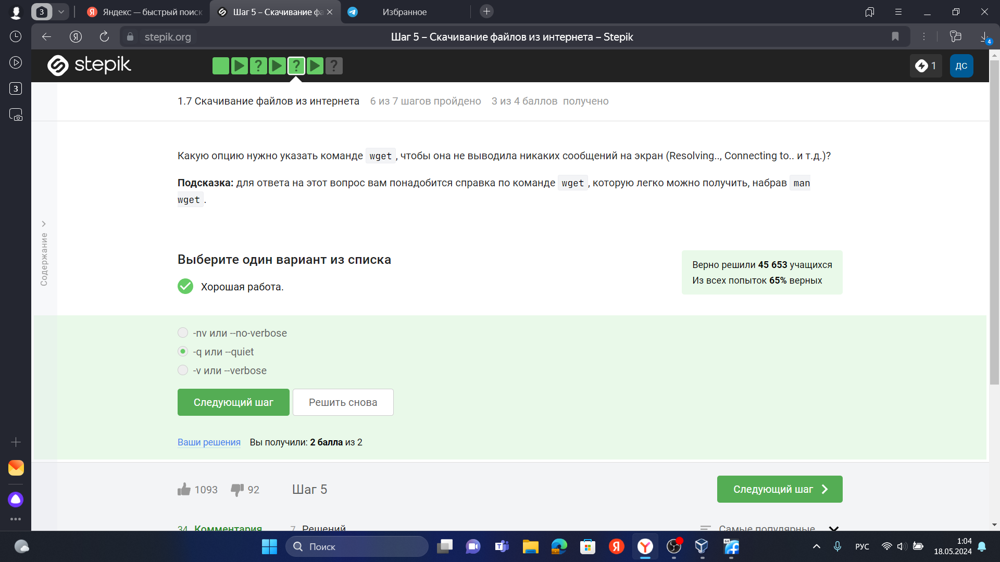 3
Яндекс — быстрый поиск
Шаг 5 – Скачивание фа
Избранное
stepik.org
Шаг 5 – Скачивание файлов из интернета – Stepik
4
3
stepik
1
ДС
1.7 Скачивание файлов из интернета 6 из 7 шагов пройдено 3 из 4 баллов получено
Содержание
Какую опцию нужно указать команде wget, чтобы она не выводила никаких сообщений на экран (Resolving.., Connecting to.. и т.д.)?
Подсказка: для ответа на этот вопрос вам понадобится справка по команде wget, которую легко можно получить, набрав man
wget.
Выберите один вариант из списка
Хорошая работа.
Верно решили 45 653 учащихся
Из всех попыток 65% верных
-nv или --no-verbose
-q или --quiet
-v или --verbose
Следующий шаг
Решить снова
Ваши решения Вы получили: 2 балла из 2
1093 92 Шаг 5
Следующий шаг
34 Комментария 7 Решений
Самые популярные
Поиск
64
РУС
1:04
18.05.2024